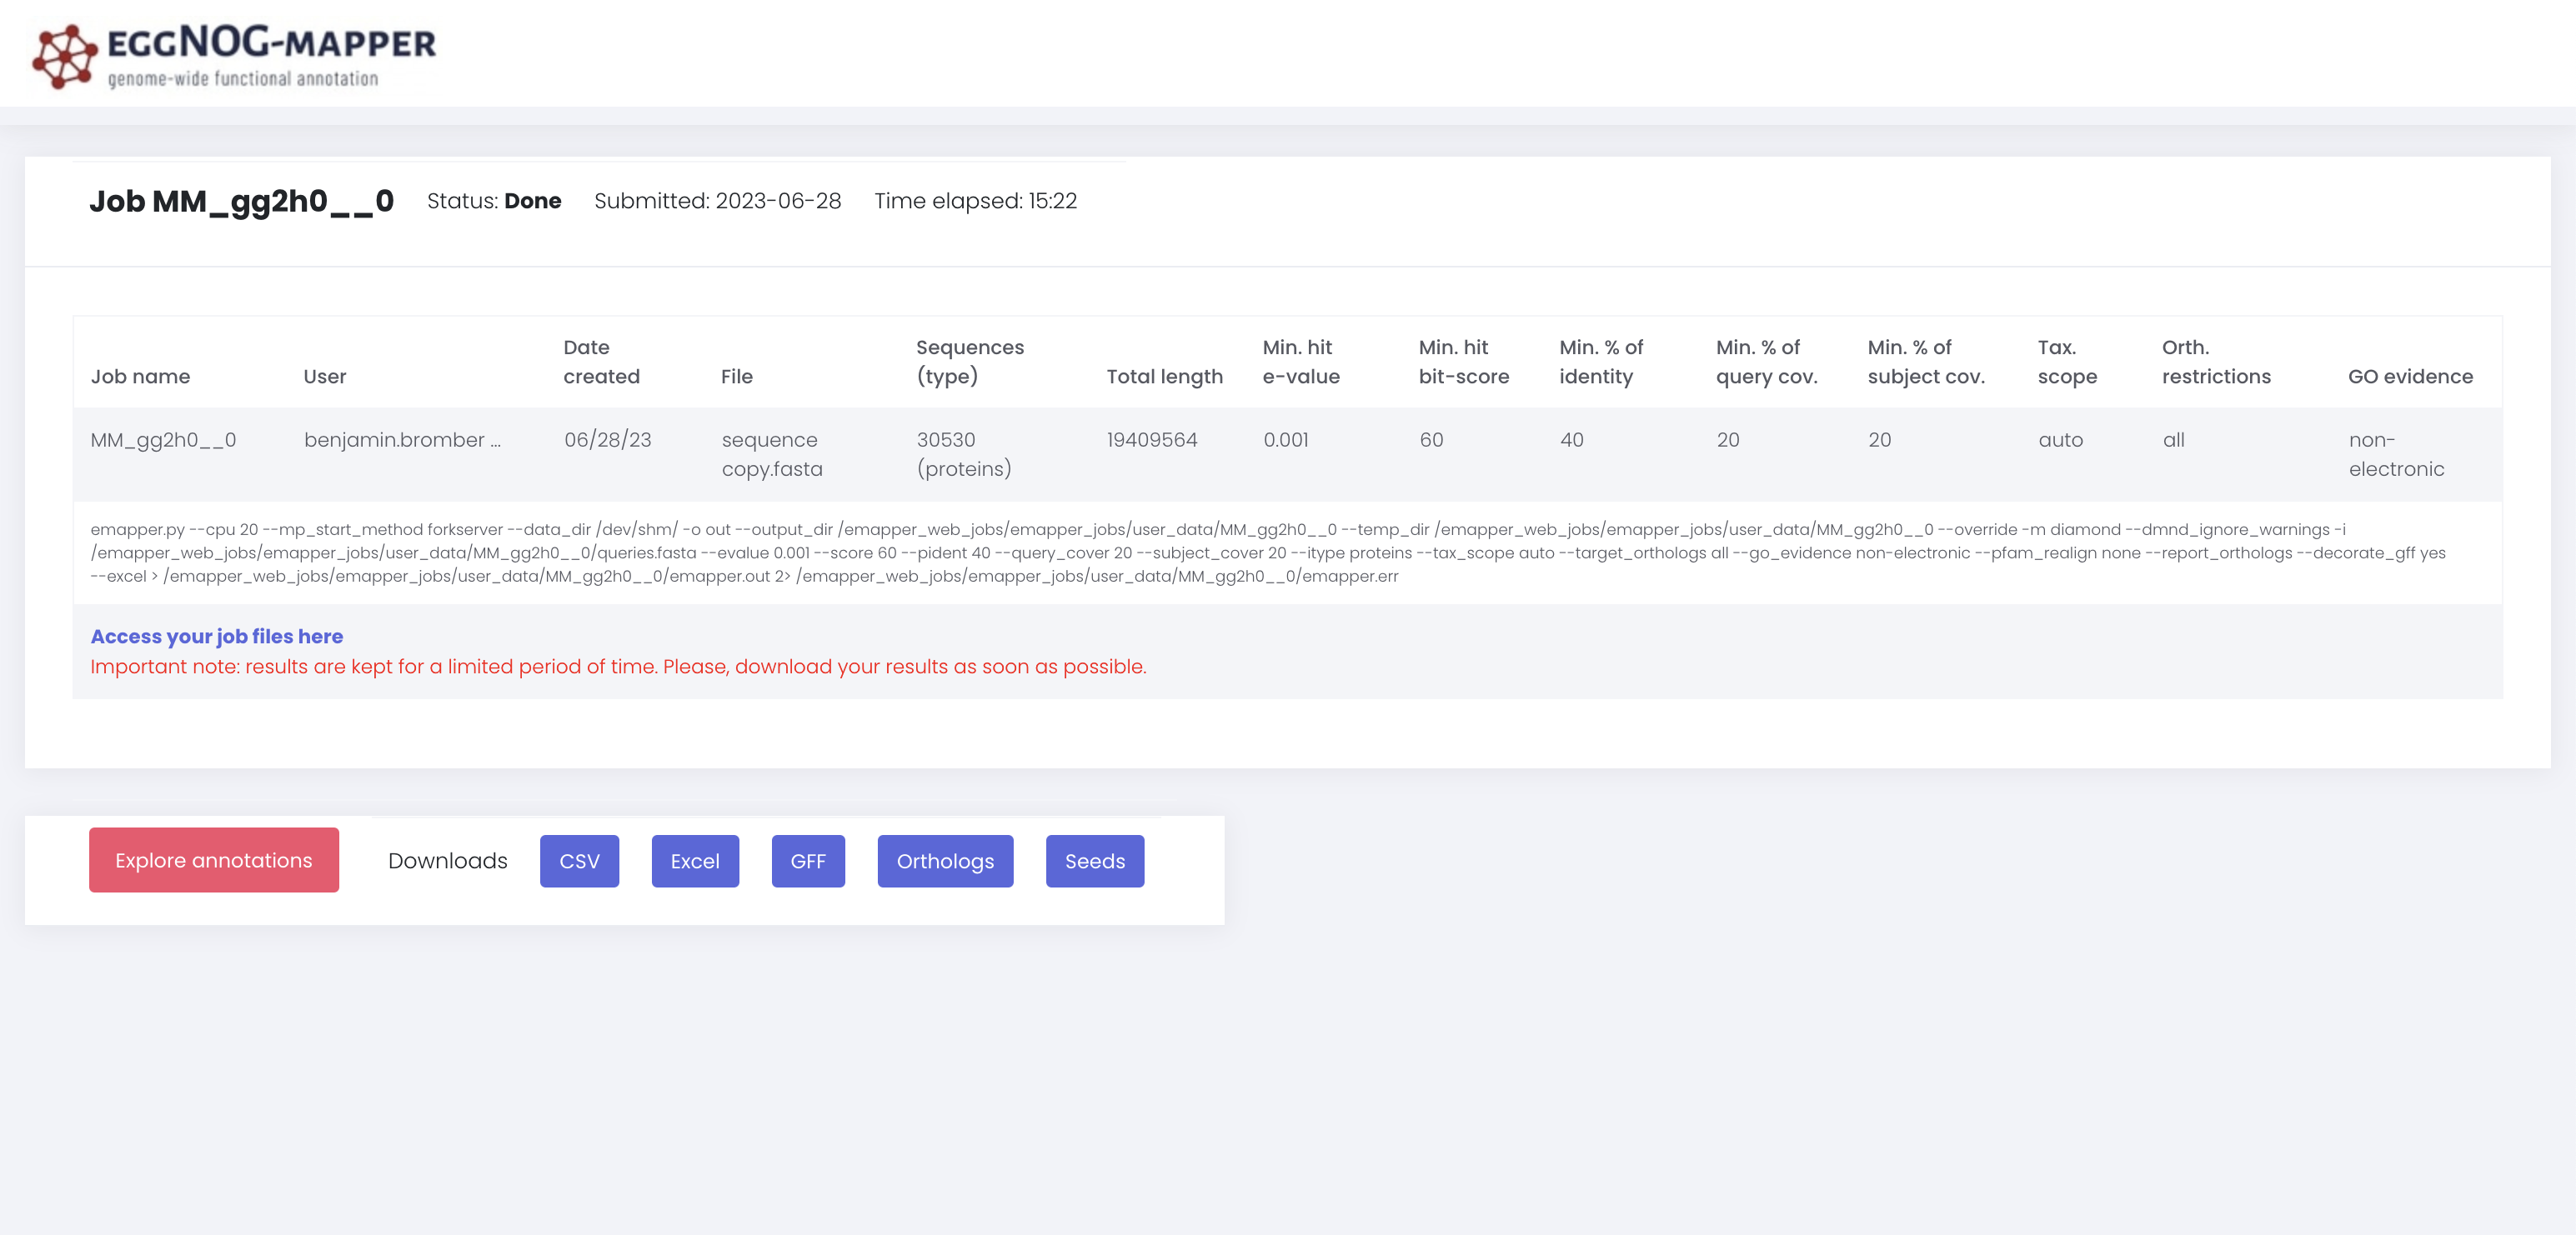 EGGNOG-MAPPER
genome-wide functional annotation
Job MM_gg2h0__0 Status: Done Submitted: 2023-06-28 Time elapsed: 15:22
Job name User Date created File Sequences (type) Total length Min. hit e-value Min. hit bit-score Min. % of identity Min. % of query cov. Min. % of subject cov. Tax. scope Orth. restrictions GO evidence
MM_gg2h0__0 benjamin.bromber ... 06/28/23 sequence copy.fasta 30530 (proteins) 19409564 0.001 60 40 20 20 auto all non-electronic
emapper.py --cpu 20 --mp_start_method forkserver --data_dir /dev/shm/ -o out --output_dir /emapper_web_jobs/emapper_jobs/user_data/MM_gg2h0__0 --temp_dir /emapper_web_jobs/emapper_jobs/user_data/MM_gg2h0__0 --override -m diamond --dmnd_ignore_warnings -i
/emapper_web_jobs/emapper_jobs/user_data/MM_gg2h0__0/queries.fasta --evalue 0.001 --score 60 --pident 40 --query_cover 20 --subject_cover 20 --itype proteins --tax_scope auto --target_orthologs all --go_evidence non-electronic --pfam_realign none --report_orthologs --decorate_gff yes
--excel > /emapper_web_jobs/emapper_jobs/user_data/MM_gg2h0__0/emapper.out 2> /emapper_web_jobs/emapper_jobs/user_data/MM_gg2h0__0/emapper.err
Access your job files here
Important note: results are kept for a limited period of time. Please, download your results as soon as possible.
Explore annotations Downloads CSV Excel GFF Orthologs Seeds